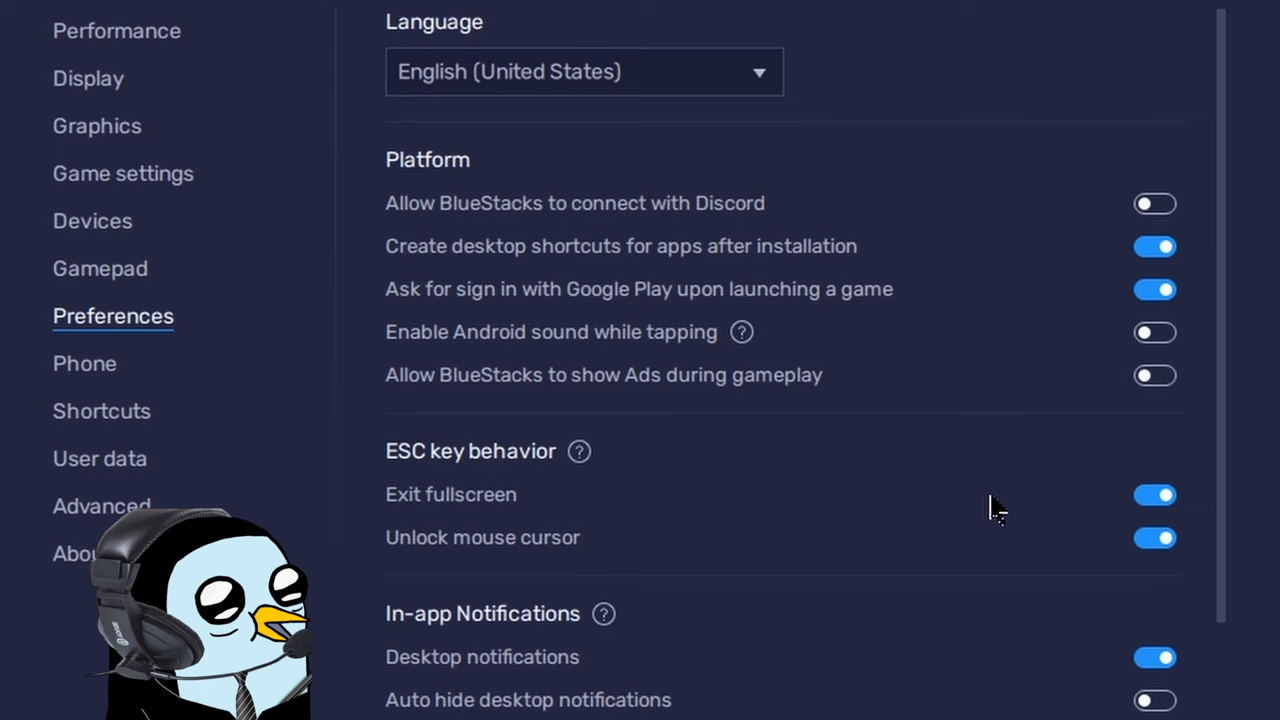 Performance
Display
Graphics
Game settings
Devices
Gamepad
Preferences
Phone
Shortcuts
User data
Advanced
Language
English (United States)
Platform
Allow BlueStacks to connect with Discord
Create desktop shortcuts for apps after installation
Ask for sign in with Google Play upon launching a game
Enable Android sound while tapping ?
Allow BlueStacks to show Ads during gameplay
ESC key behavior ?
Exit fullscreen
Unlock mouse cursor
In-app Notifications ?
Desktop notifications
Auto hide desktop notifications